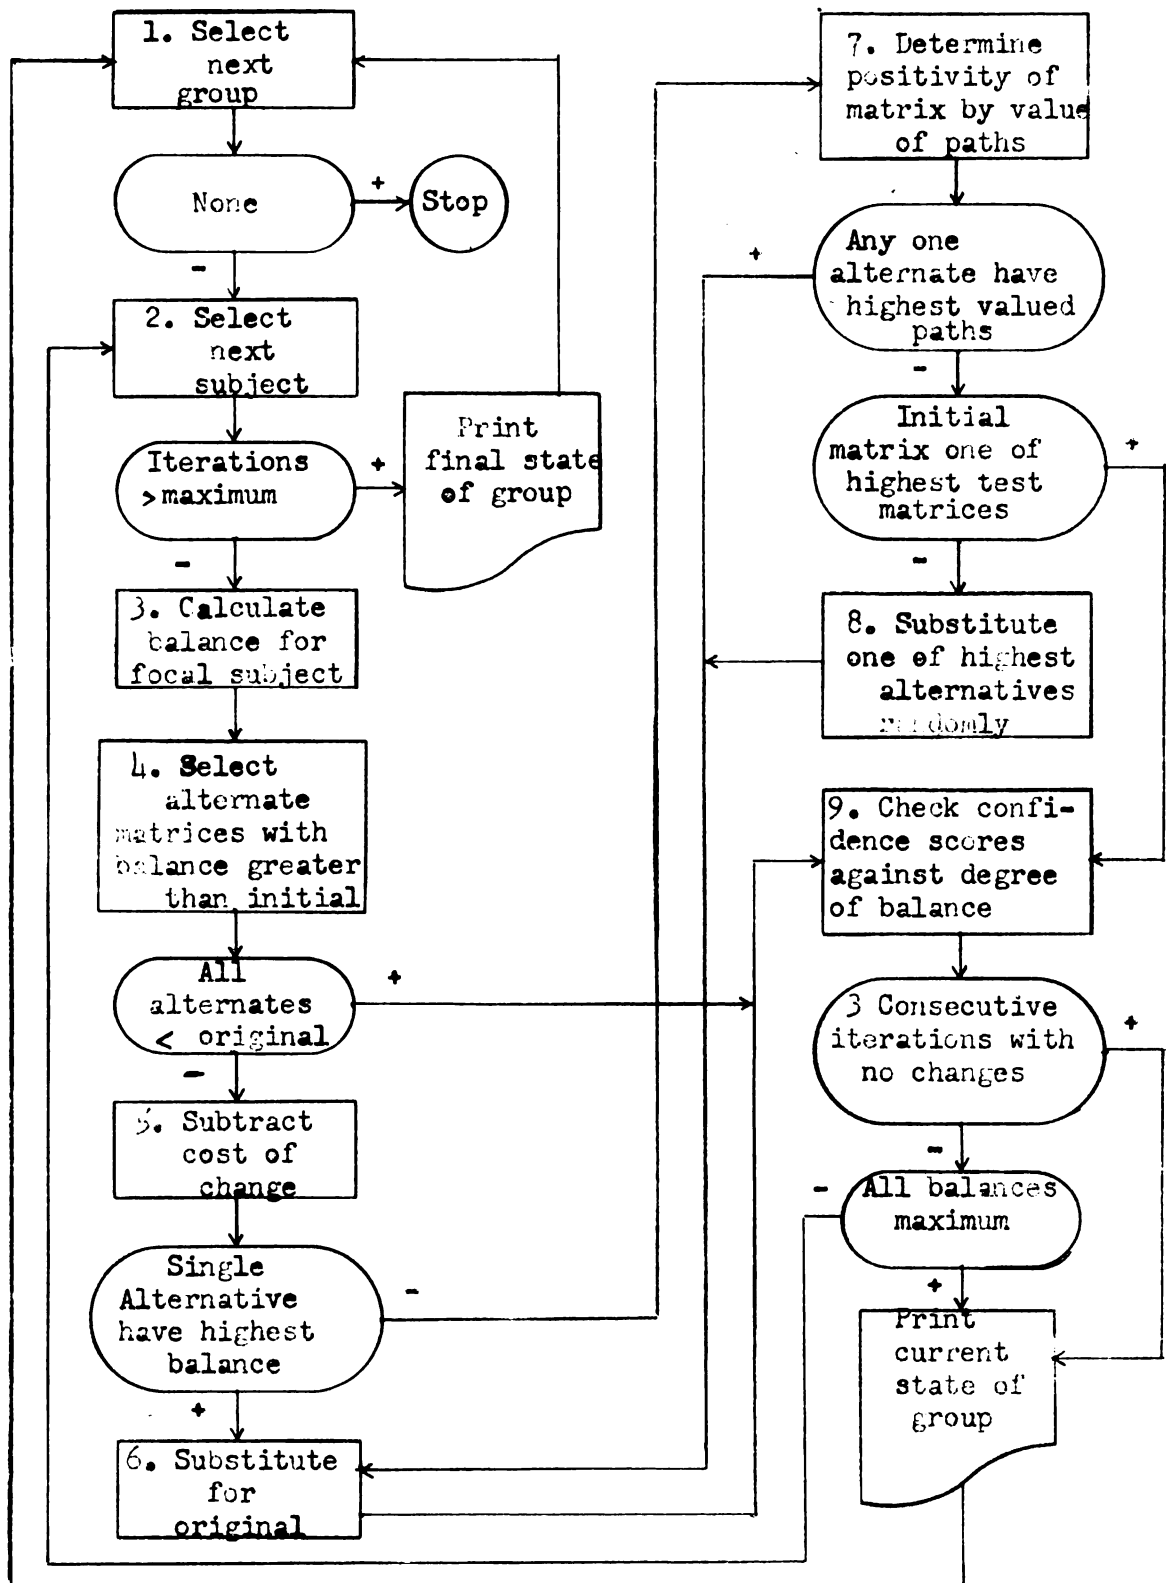 1. Select
next
group
None
+
Stop
-
2. Select
next
subject
Iterations
> maximum
+
Print
final state
of group
-
3. Calculate
balance for
focal subject
4. Select
alternate
matrices with
balance greater
than initial
All
alternates
< original
+
-
5. Subtract
cost of
change
Single
Alternative
have highest
balance
-
+
6. Substitute
for
original
7. Determine
positivity of
matrix by value
of paths
Any one
alternate have
highest valued
paths
+
-
Initial
matrix one of
highest test
matrices
+
-
8. Substitute
one of highest
alternatives
randomly
9. Check confi-
dence scores
against degree
of balance
3 Consecutive
iterations with
no changes
+
-
All balances
maximum
-
+
Print
current
state of
group